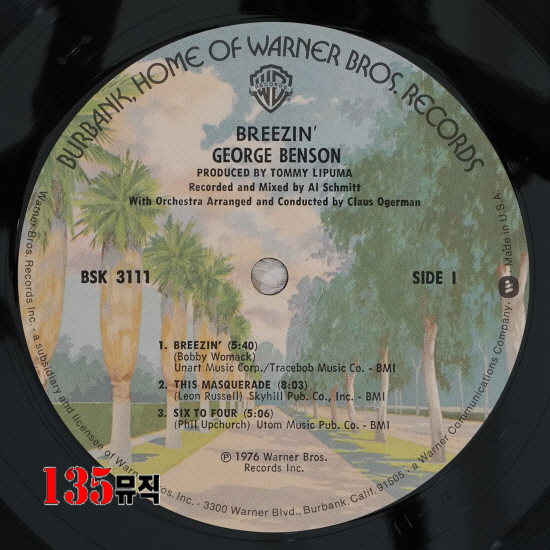 BURBANK, HOME OF WARNER BROS. RECORDS
WB RECORDS
BREEZIN'
GEORGE BENSON
PRODUCED BY TOMMY LIPUMA
Recorded and Mixed by Al Schmitt
With Orchestra Arranged and Conducted by Claus Ogerman
BSK 3111
SIDE 1
1. BREEZIN' (5:40)
(Bobby Womack)
Unart Music Corp./Tracebob Music Co. - BMI
2. THIS MASQUERADE (8:03)
(Leon Russell) Skyhill Pub. Co., Inc. - BMI
3. SIX TO FOUR (5:06)
(Phil Upchurch) Utom Music Pub. Co. - BMI
℗ 1976 Warner Bros.
Records Inc.
Warner Bros. Records Inc. · a subsidiary and licensee of Warner Bros. Inc. · 3300 Warner Blvd., Burbank, Calif. 91505 · a Warner Communications Company · Made in U.S.A.
135뮤직